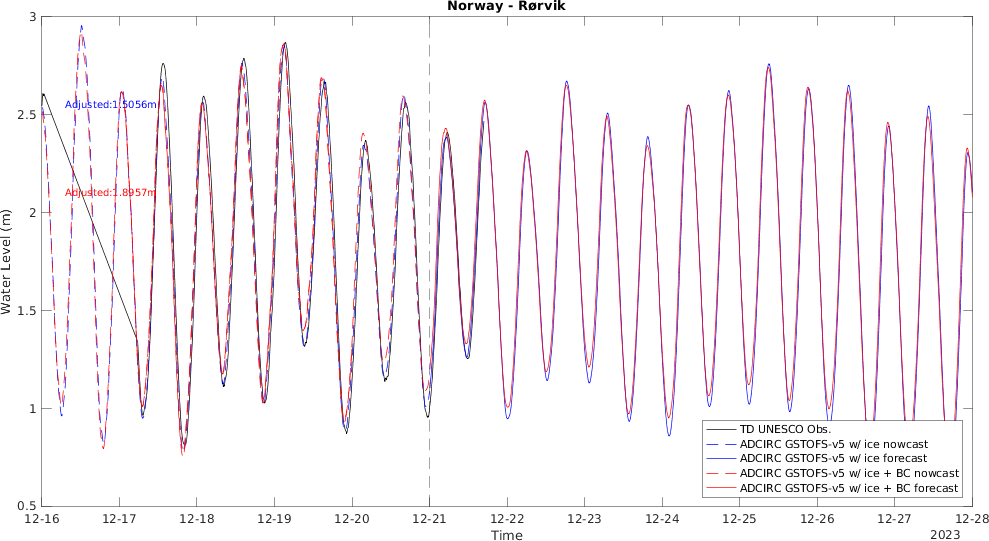 Norway - Rørvik
Water Level (m)
3
2.5
2
1.5
1
0.5
Adjusted:1.5056m
Adjusted:1.8957m
TD UNESCO Obs.
ADCIRC GSTOFS-v5 w/ ice nowcast
ADCIRC GSTOFS-v5 w/ ice forecast
ADCIRC GSTOFS-v5 w/ ice + BC nowcast
ADCIRC GSTOFS-v5 w/ ice + BC forecast
12-16 12-17 12-18 12-19 12-20 12-21 12-22 12-23 12-24 12-25 12-26 12-27 12-28
Time
2023